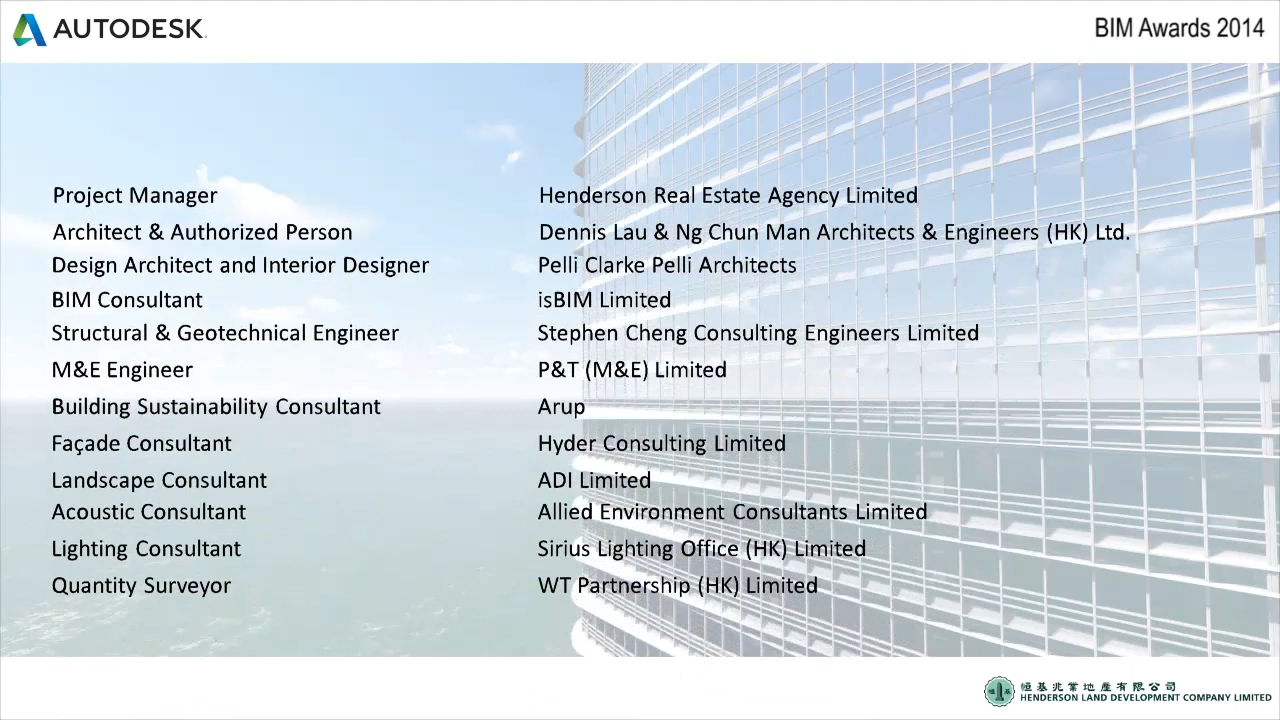 AUTODESK
BIM Awards 2014
Project Manager Henderson Real Estate Agency Limited
Architect & Authorized Person Dennis Lau & Ng Chun Man Architects & Engineers (HK) Ltd.
Design Architect and Interior Designer Pelli Clarke Pelli Architects
BIM Consultant isBIM Limited
Structural & Geotechnical Engineer Stephen Cheng Consulting Engineers Limited
M&E Engineer P&T (M&E) Limited
Building Sustainability Consultant Arup
Façade Consultant Hyder Consulting Limited
Landscape Consultant ADI Limited
Acoustic Consultant Allied Environment Consultants Limited
Lighting Consultant Sirius Lighting Office (HK) Limited
Quantity Surveyor WT Partnership (HK) Limited
恒基兆業地產有限公司
HENDERSON LAND DEVELOPMENT COMPANY LIMITED